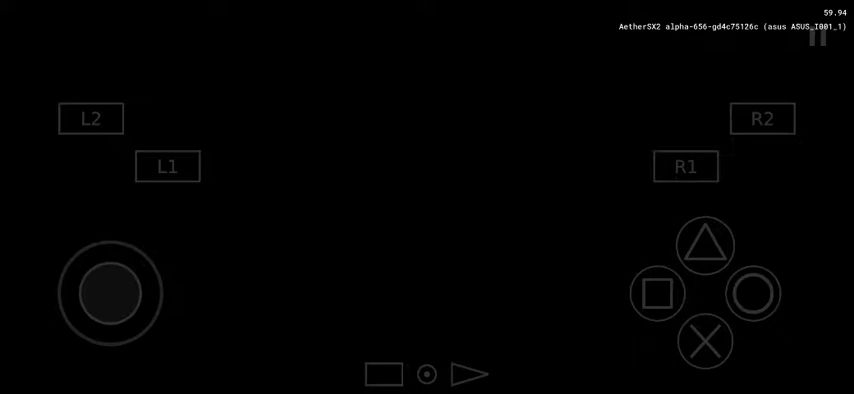 59.94
AetherSX2 alpha-656-gd4c75126c (asus ASUS_I001_1)
L2
R2
L1
R1